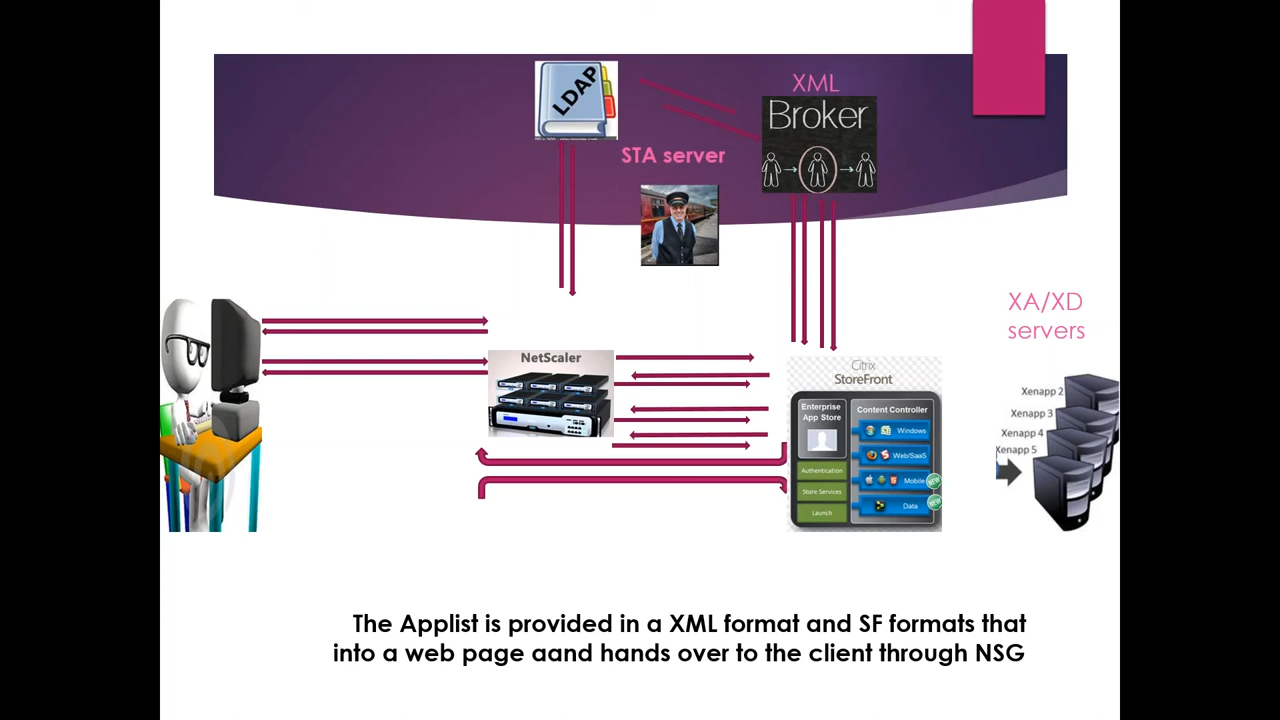 LDAP
XML
Broker
STA server
XA/XD
servers
NetScaler
Citrix
StoreFront
Enterprise
App Store
Content Controller
Windows
Web/SaaS
Authentication
Mobile
NEW
Store Services
Data
NEW
Launch
Xenapp 2
Xenapp 3
Xenapp 4
Xenapp 5
The Applist is provided in a XML format and SF formats that
into a web page aand hands over to the client through NSG